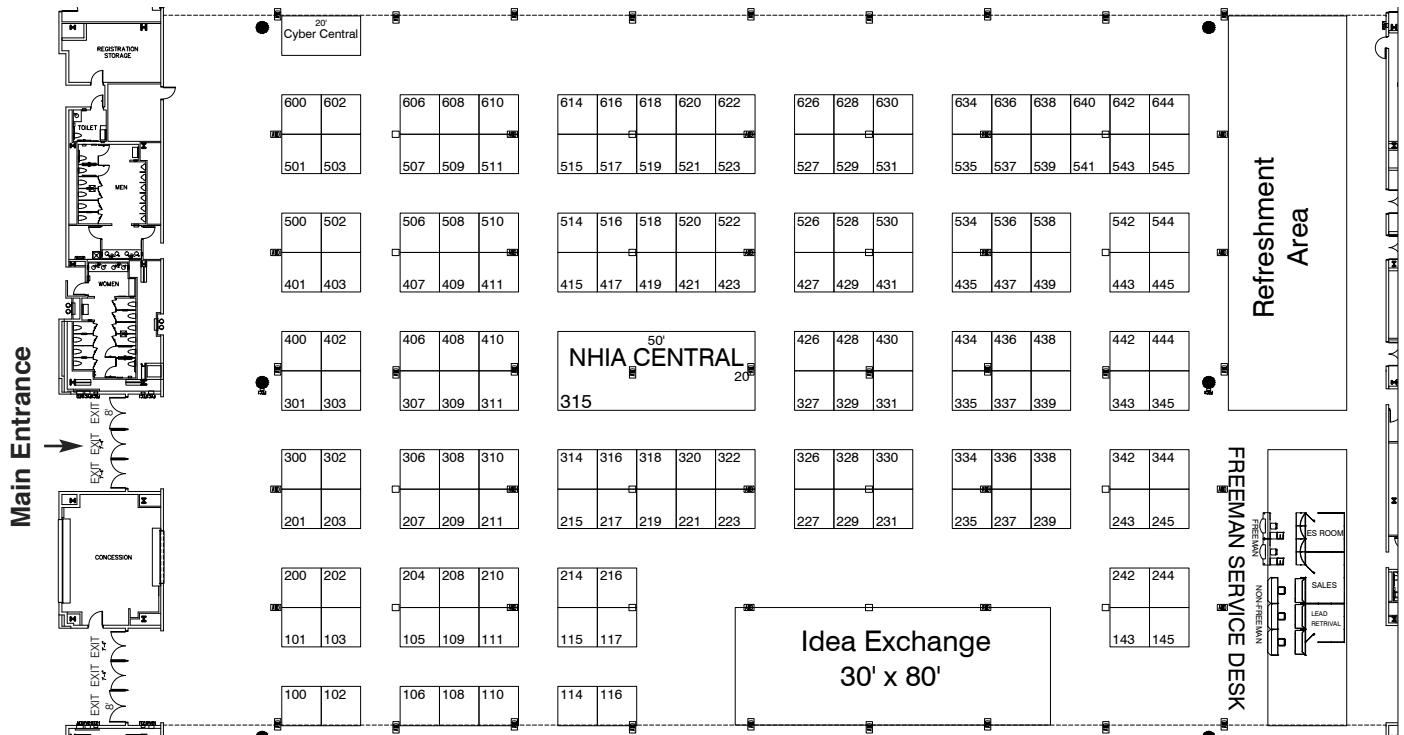 20'
Cyber Central
REGISTRATION
STORAGE
600 602 606 608 610 614 616 618 620 622 626 628 630 634 636 638 640 642 644
TOILET
501 503 507 509 511 515 517 519 521 523 527 529 531 535 537 539 541 543 545
MEN
500 502 506 508 510 514 516 518 520 522 526 528 530 534 536 538 542 544
Refreshment
Area
401 403 407 409 411 415 417 419 421 423 427 429 431 435 437 439 443 445
WOMEN
400 402 406 408 410 426 428 430 434 436 438 442 444
50'
NHIA CENTRAL
20'
315
301 303 307 309 311 327 329 331 335 337 339 343 345
Main Entrance
EXIT EXIT EXIT
8'
300 302 306 308 310 314 316 318 320 322 326 328 330 334 336 338 342 344
201 203 207 209 211 215 217 219 221 223 227 229 231 235 237 239 243 245
CONCESSION
FREEMAN SERVICE DESK
FREEMAN
NON-FREEMAN
ES ROOM
SALES
LEAD
RETRIVAL
200 202 204 208 210 214 216 242 244
101 103 105 109 111 115 117 143 145
Idea Exchange
30' x 80'
EXIT EXIT EXIT
8'
100 102 106 108 110 114 116